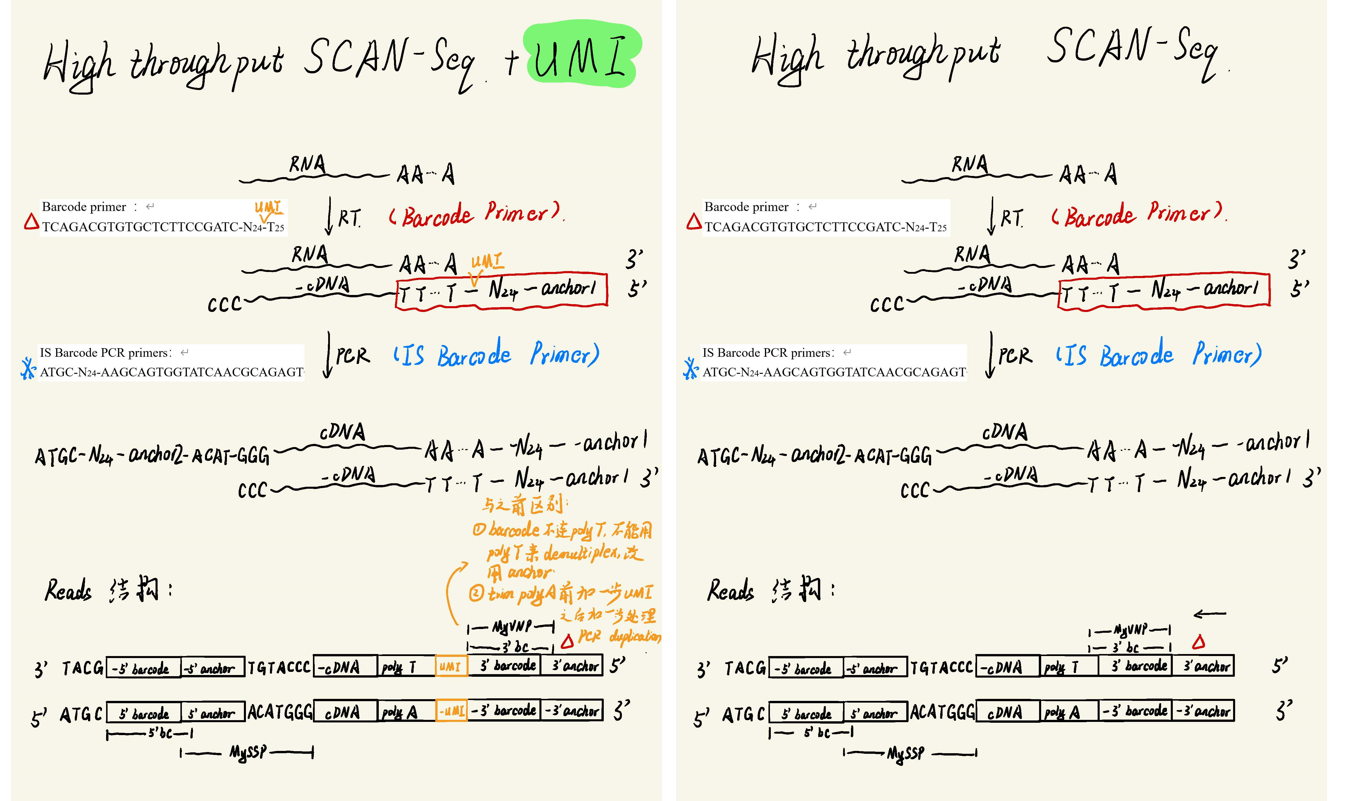 High throughput SCAN-Seq. + UMI
RNA AA...A
Barcode primer ：
UMI
TCAGACGTGTGCTCTTCCGATC-N24-T25
RT. (Barcode Primer).
RNA AA...A UMI 3'
CCC -cDNA TT...T - N24 - anchor1 5'
IS Barcode PCR primers：
ATGC-N24-AAGCAGTGGTATCAACGCAGAGT
PCR (IS Barcode Primer)
ATGC-N24-anchor2-ACAT-GGG cDNA AA...A - -N24 - -anchor1
CCC -cDNA TT...T - N24 - anchor1 3'
与之前区别:
① barcode 不连 polyT, 不能用
polyT 来 demultiplex, 改
用 anchor.
② trim polyA 前加一步 UMI
之后加一步处理
PCR duplication
Reads 结构:
MyVNP
3' bc
3' TACG -5' barcode -5' anchor TGTACCC -cDNA poly T UMI 3' barcode 3' anchor 5'
5' ATGC 5' barcode 5' anchor ACATGGG cDNA poly A -UMI -3' barcode -3' anchor 3'
5' bc
MySSP
High throughput SCAN-Seq.
RNA AA...A
Barcode primer ：
TCAGACGTGTGCTCTTCCGATC-N24-T25
RT. (Barcode Primer).
RNA AA...A 3'
CCC -cDNA TT...T - N24 - anchor1 5'
IS Barcode PCR primers：
ATGC-N24-AAGCAGTGGTATCAACGCAGAGT
PCR (IS Barcode Primer)
ATGC-N24-anchor2-ACAT-GGG cDNA AA...A - -N24 - -anchor1
CCC -cDNA TT...T - N24 - anchor1 3'
Reads 结构:
MyVNP
3' bc
3' TACG -5' barcode -5' anchor TGTACCC -cDNA poly T 3' barcode 3' anchor 5'
5' ATGC 5' barcode 5' anchor ACATGGG cDNA poly A -3' barcode -3' anchor 3'
5' bc
MySSP